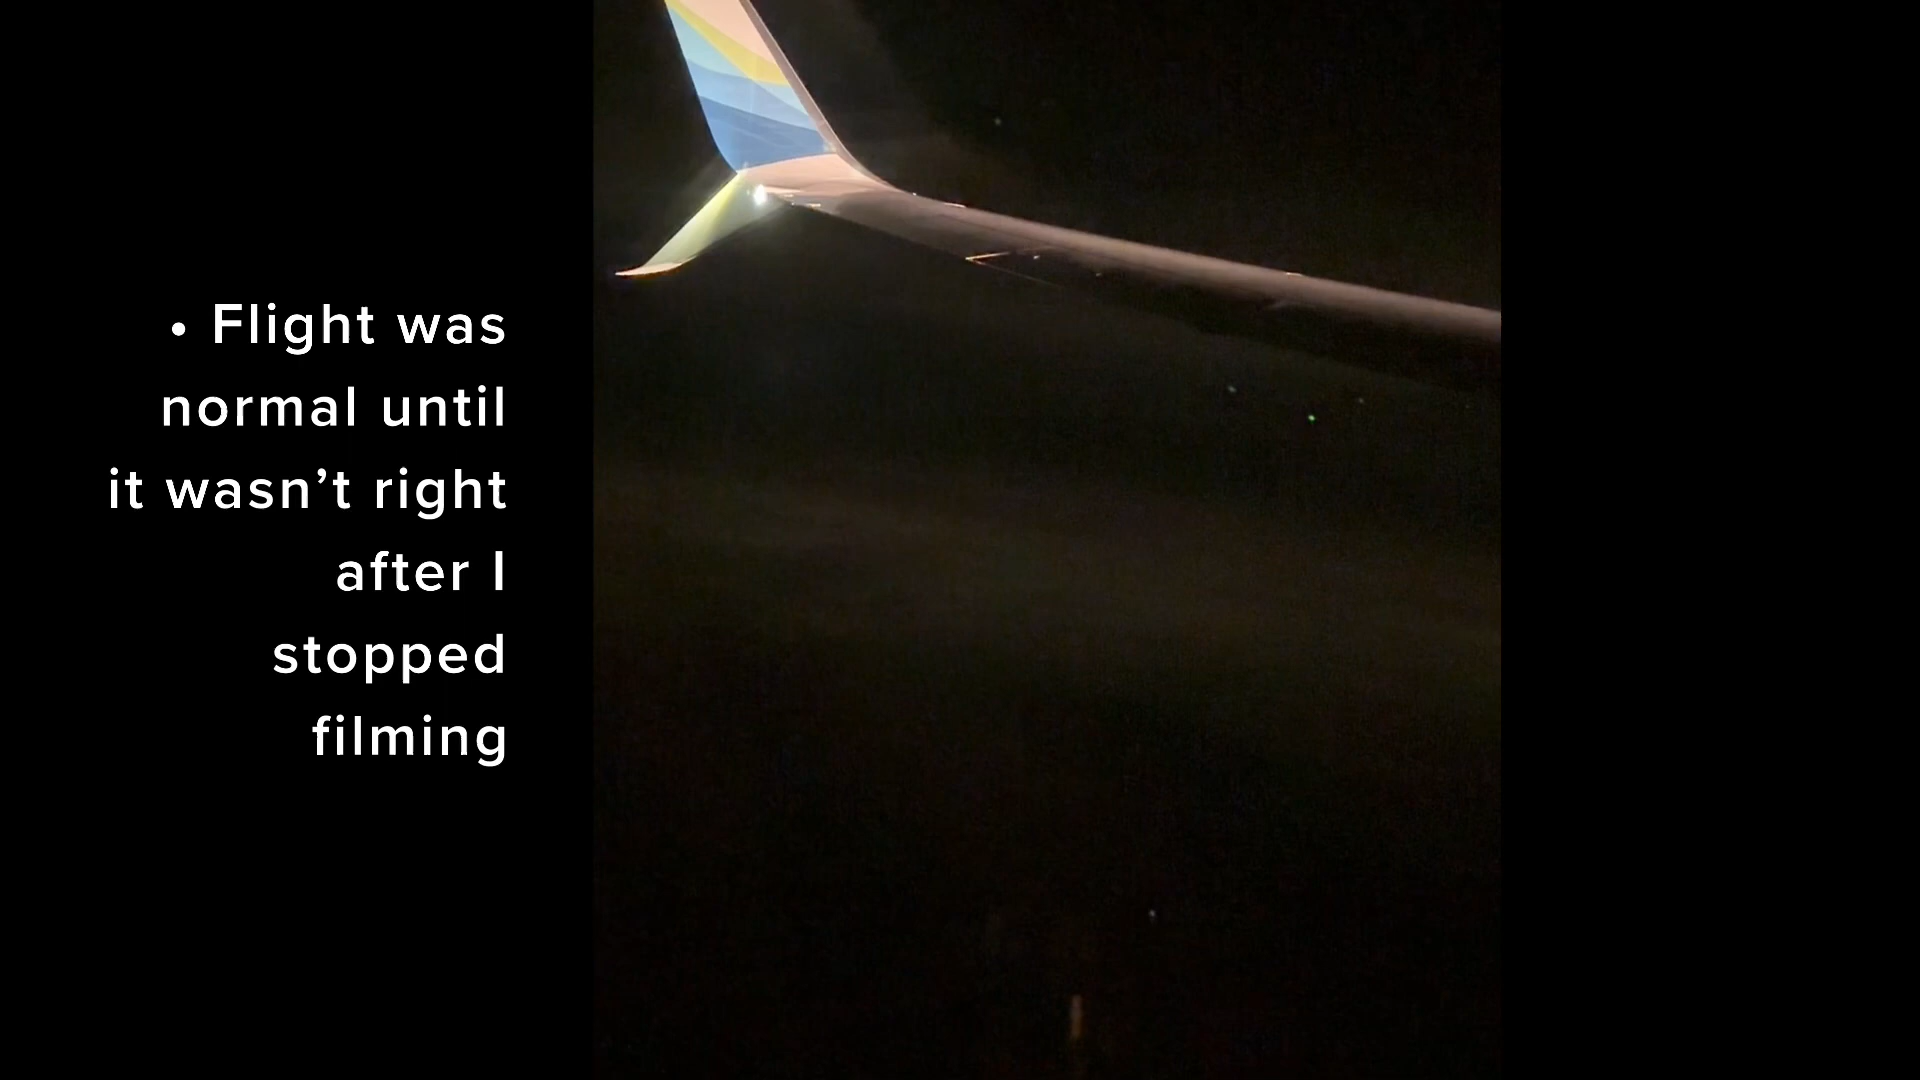 • Flight was
normal until
it wasn’t right
after I
stopped
filming